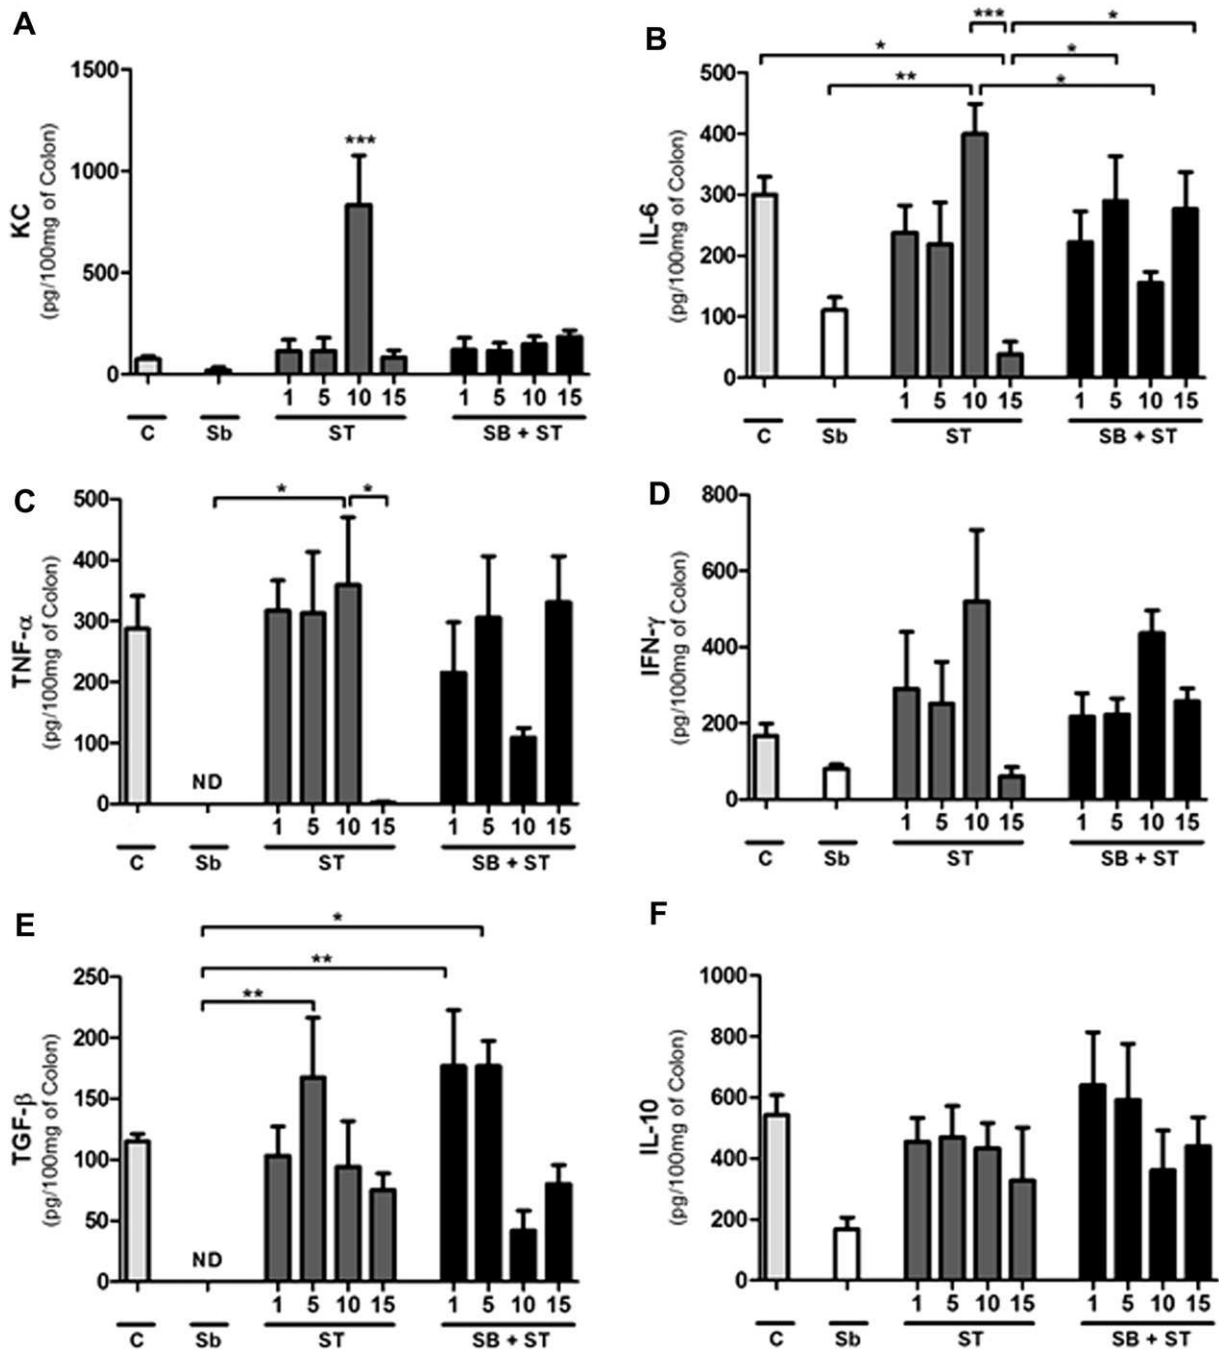 A
KC
(pg/100mg of Colon)
1500
1000
500
0
***
1 5 10 15 1 5 10 15
C Sb ST SB + ST
B
IL-6
(pg/100mg of Colon)
*** *
* *
** *
500
400
300
200
100
0
1 5 10 15 1 5 10 15
C Sb ST SB + ST
C
TNF-α
(pg/100mg of Colon)
* *
500
400
300
200
100
0
ND
1 5 10 15 1 5 10 15
C Sb ST SB + ST
D
IFN-γ
(pg/100mg of Colon)
800
600
400
200
0
1 5 10 15 1 5 10 15
C Sb ST SB + ST
E
TGF-β
(pg/100mg of Colon)
*
**
**
250
200
150
100
50
0
ND
1 5 10 15 1 5 10 15
C Sb ST SB + ST
F
IL-10
(pg/100mg of Colon)
1000
800
600
400
200
0
1 5 10 15 1 5 10 15
C Sb ST SB + ST